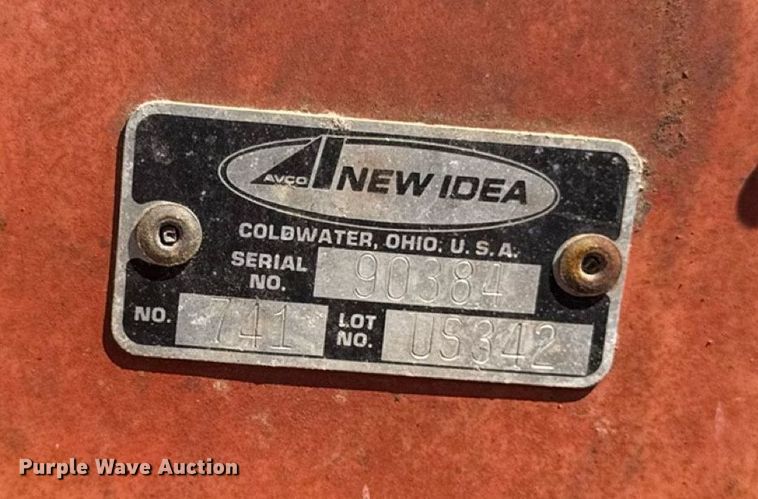 AVCO NEW IDEA
COLDWATER, OHIO, U.S.A.
SERIAL NO. 90384
NO. 741 LOT NO. US342
Purple Wave Auction